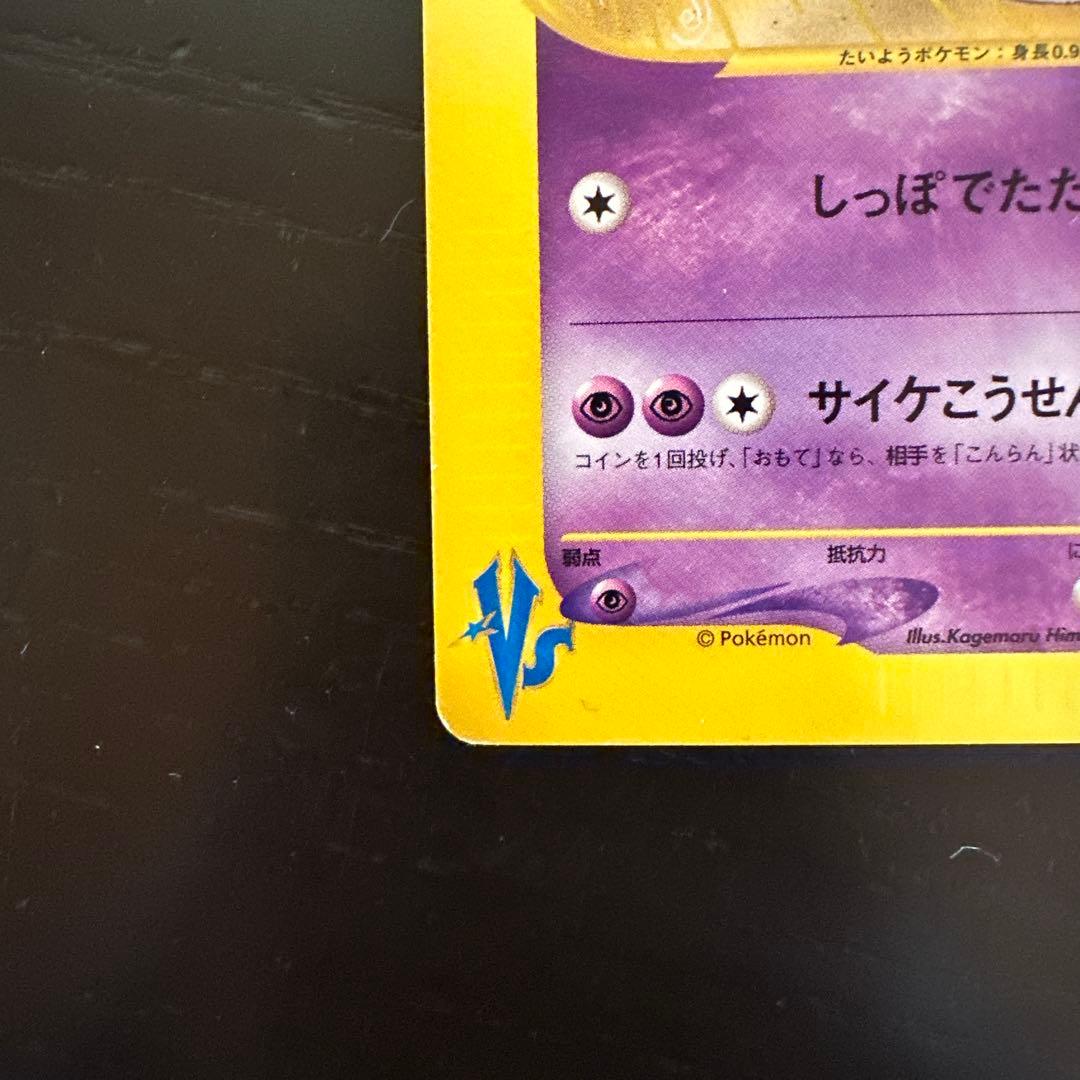 たいようポケモン：身長0.9
しっぽでたた
サイケこうせん
コインを1回投げ、「おもて」なら、相手を「こんらん」状
弱点 抵抗力 に
VS
© Pokémon Illus.Kagemaru Him